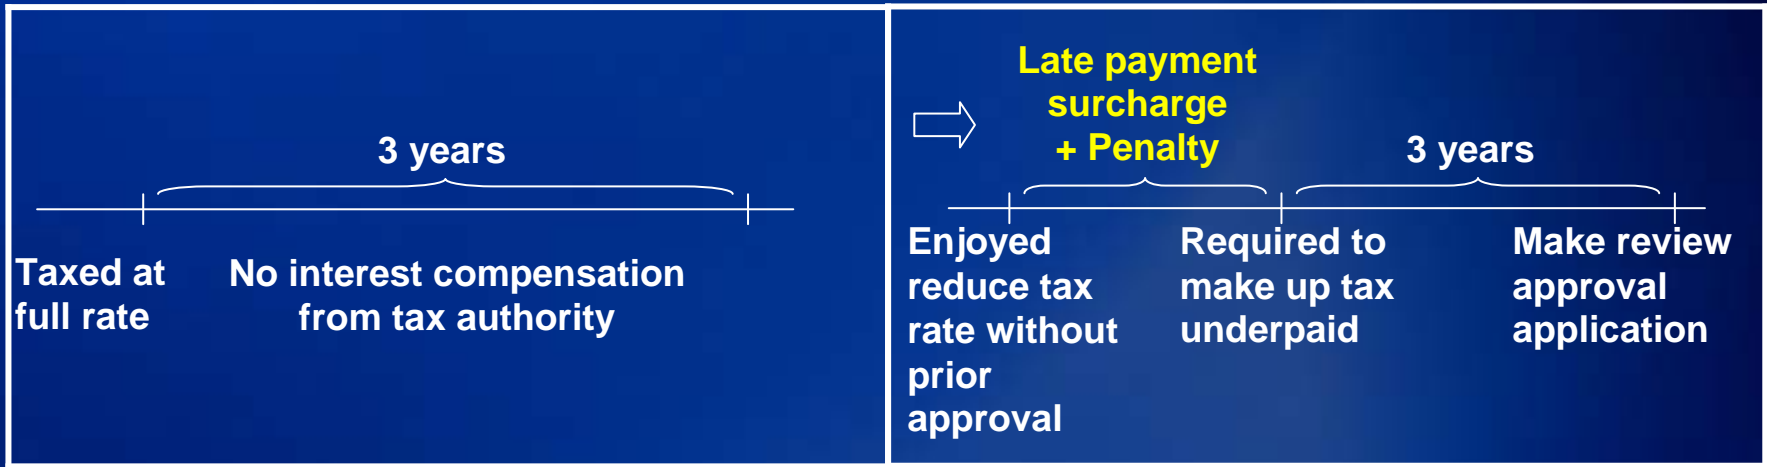 3 years
Taxed at
full rate
No interest compensation
from tax authority
Late payment
surcharge
+ Penalty
3 years
Enjoyed
reduce tax
rate without
prior
approval
Required to
make up tax
underpaid
Make review
approval
application